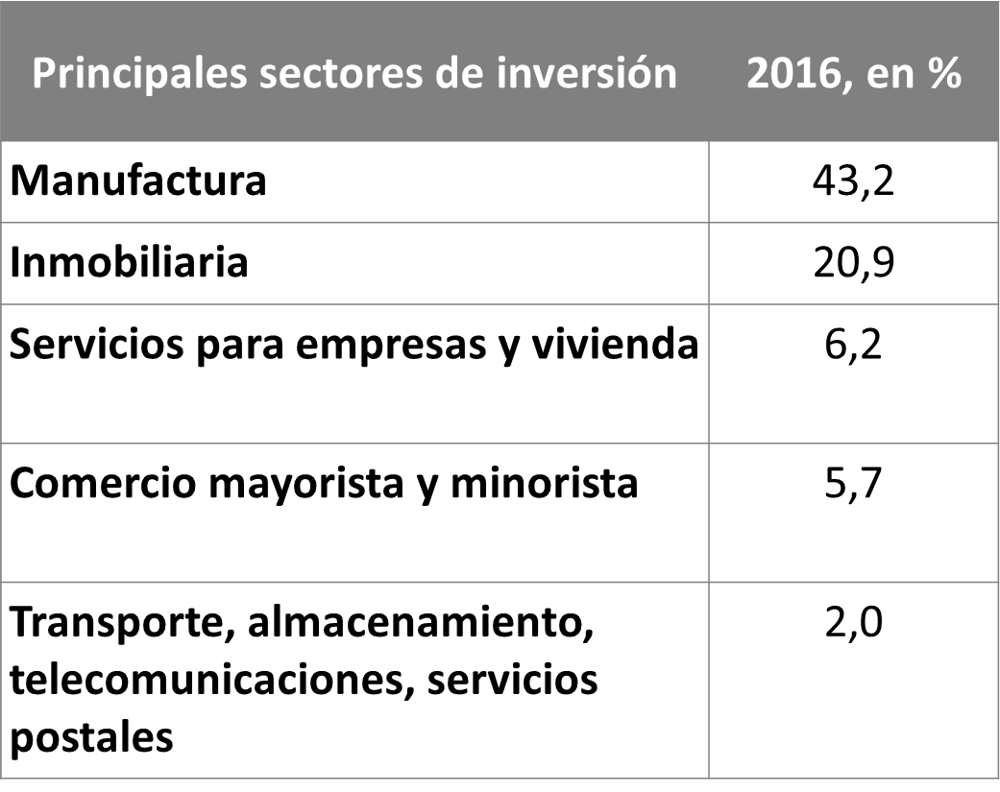 Principales sectores de inversión 2016, en %
Manufactura 43,2
Inmobiliaria 20,9
Servicios para empresas y vivienda 6,2
Comercio mayorista y minorista 5,7
Transporte, almacenamiento, 2,0
telecomunicaciones, servicios
postales